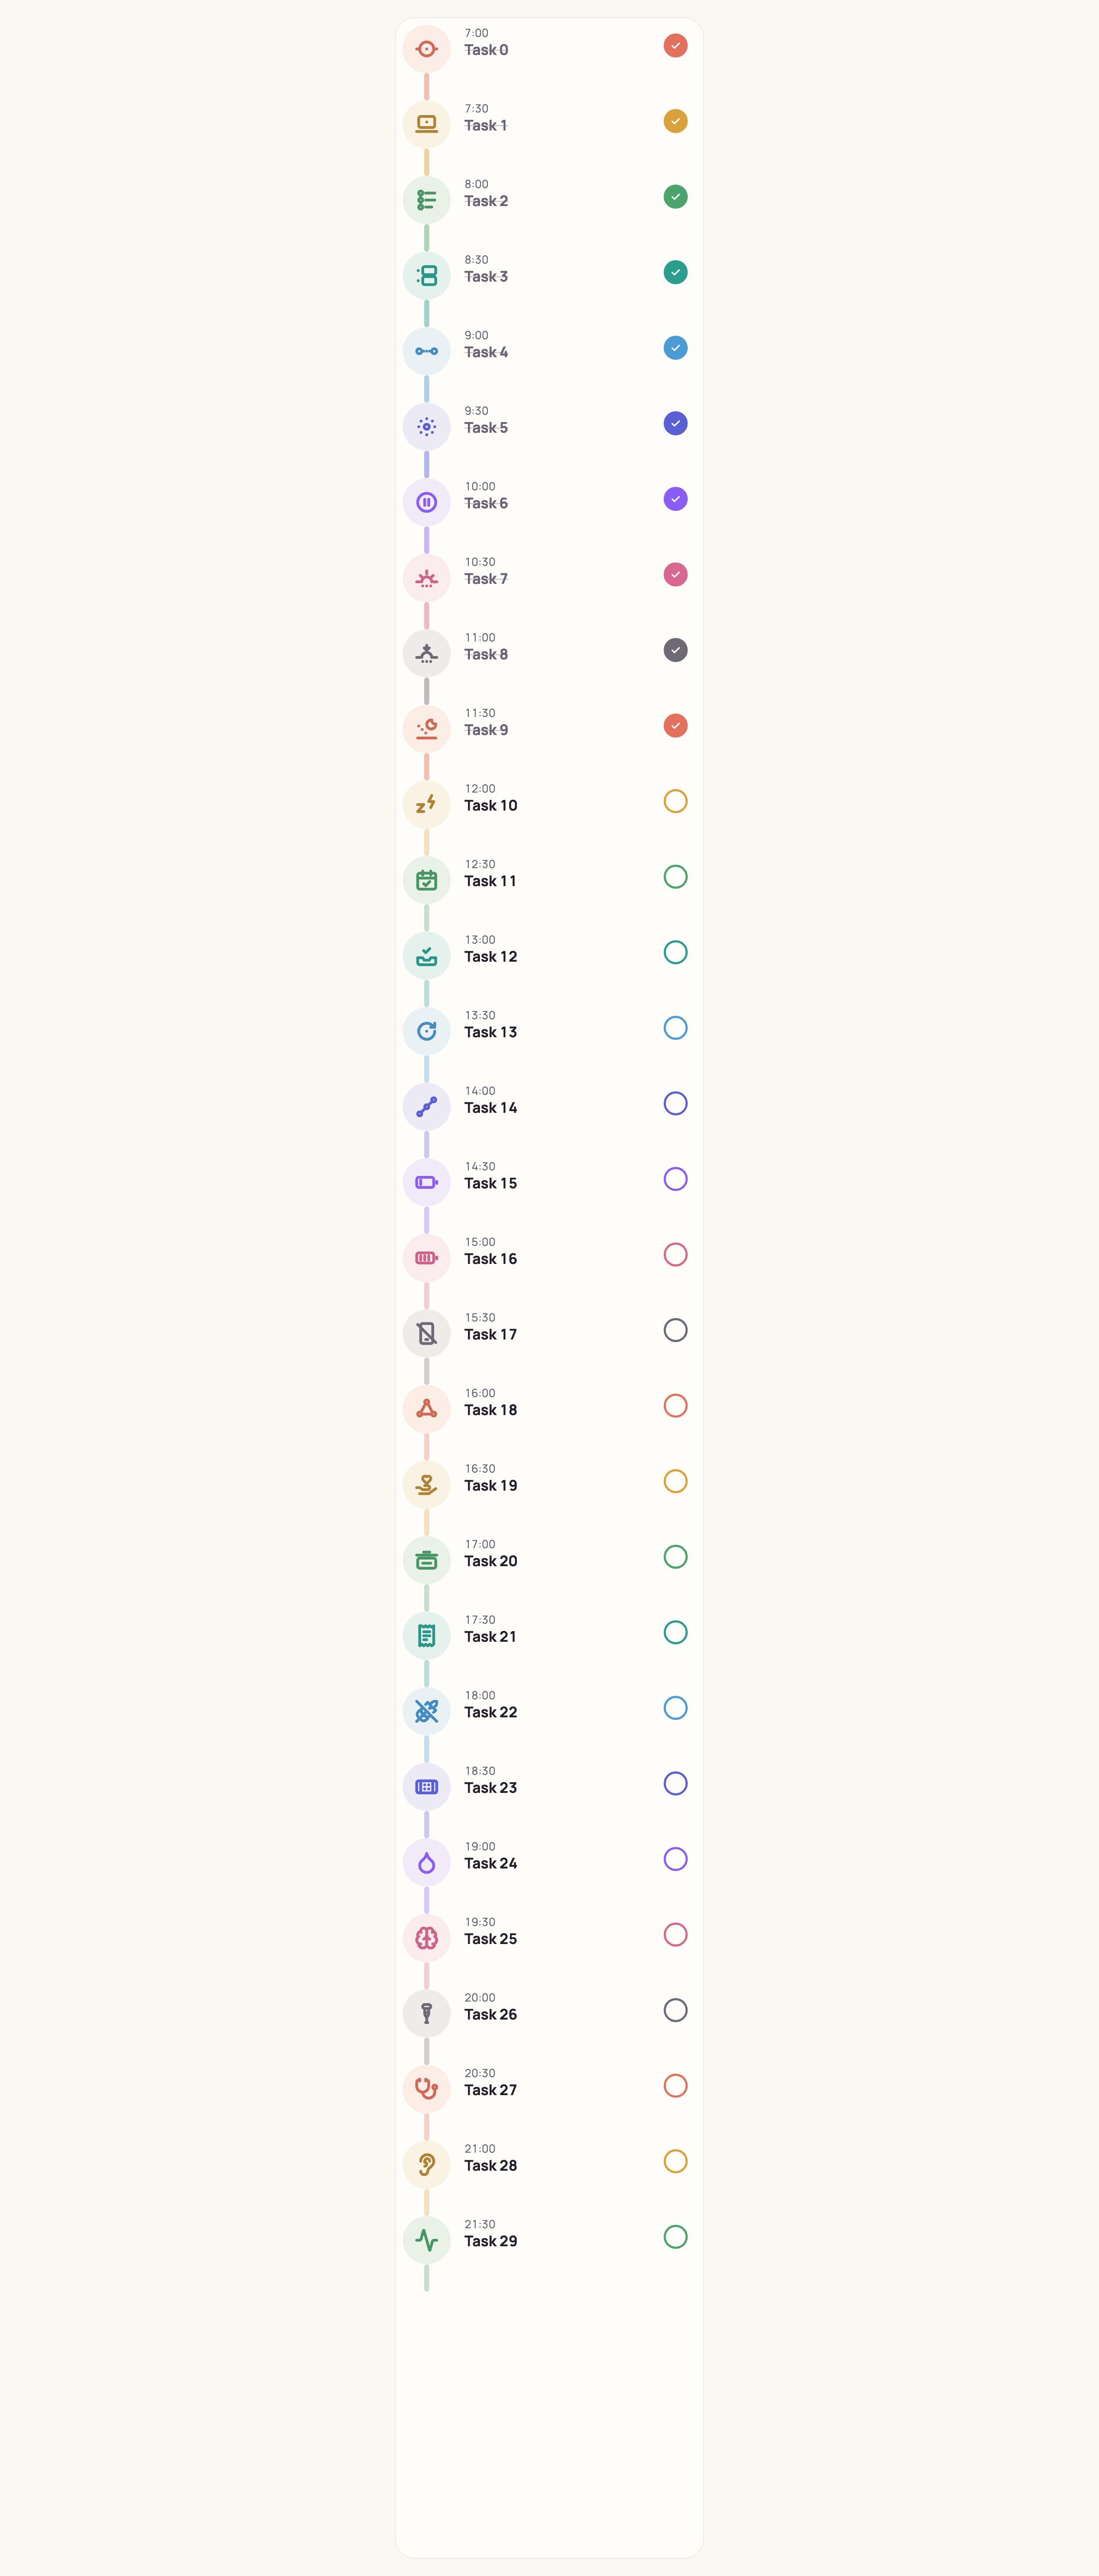 7:00
Task 0
7:30
Task 1
8:00
Task 2
8:30
Task 3
9:00
Task 4
9:30
Task 5
10:00
Task 6
10:30
Task 7
11:00
Task 8
11:30
Task 9
12:00
Task 10
12:30
Task 11
13:00
Task 12
13:30
Task 13
14:00
Task 14
14:30
Task 15
15:00
Task 16
15:30
Task 17
16:00
Task 18
16:30
Task 19
17:00
Task 20
17:30
Task 21
18:00
Task 22
18:30
Task 23
19:00
Task 24
19:30
Task 25
20:00
Task 26
20:30
Task 27
21:00
Task 28
21:30
Task 29